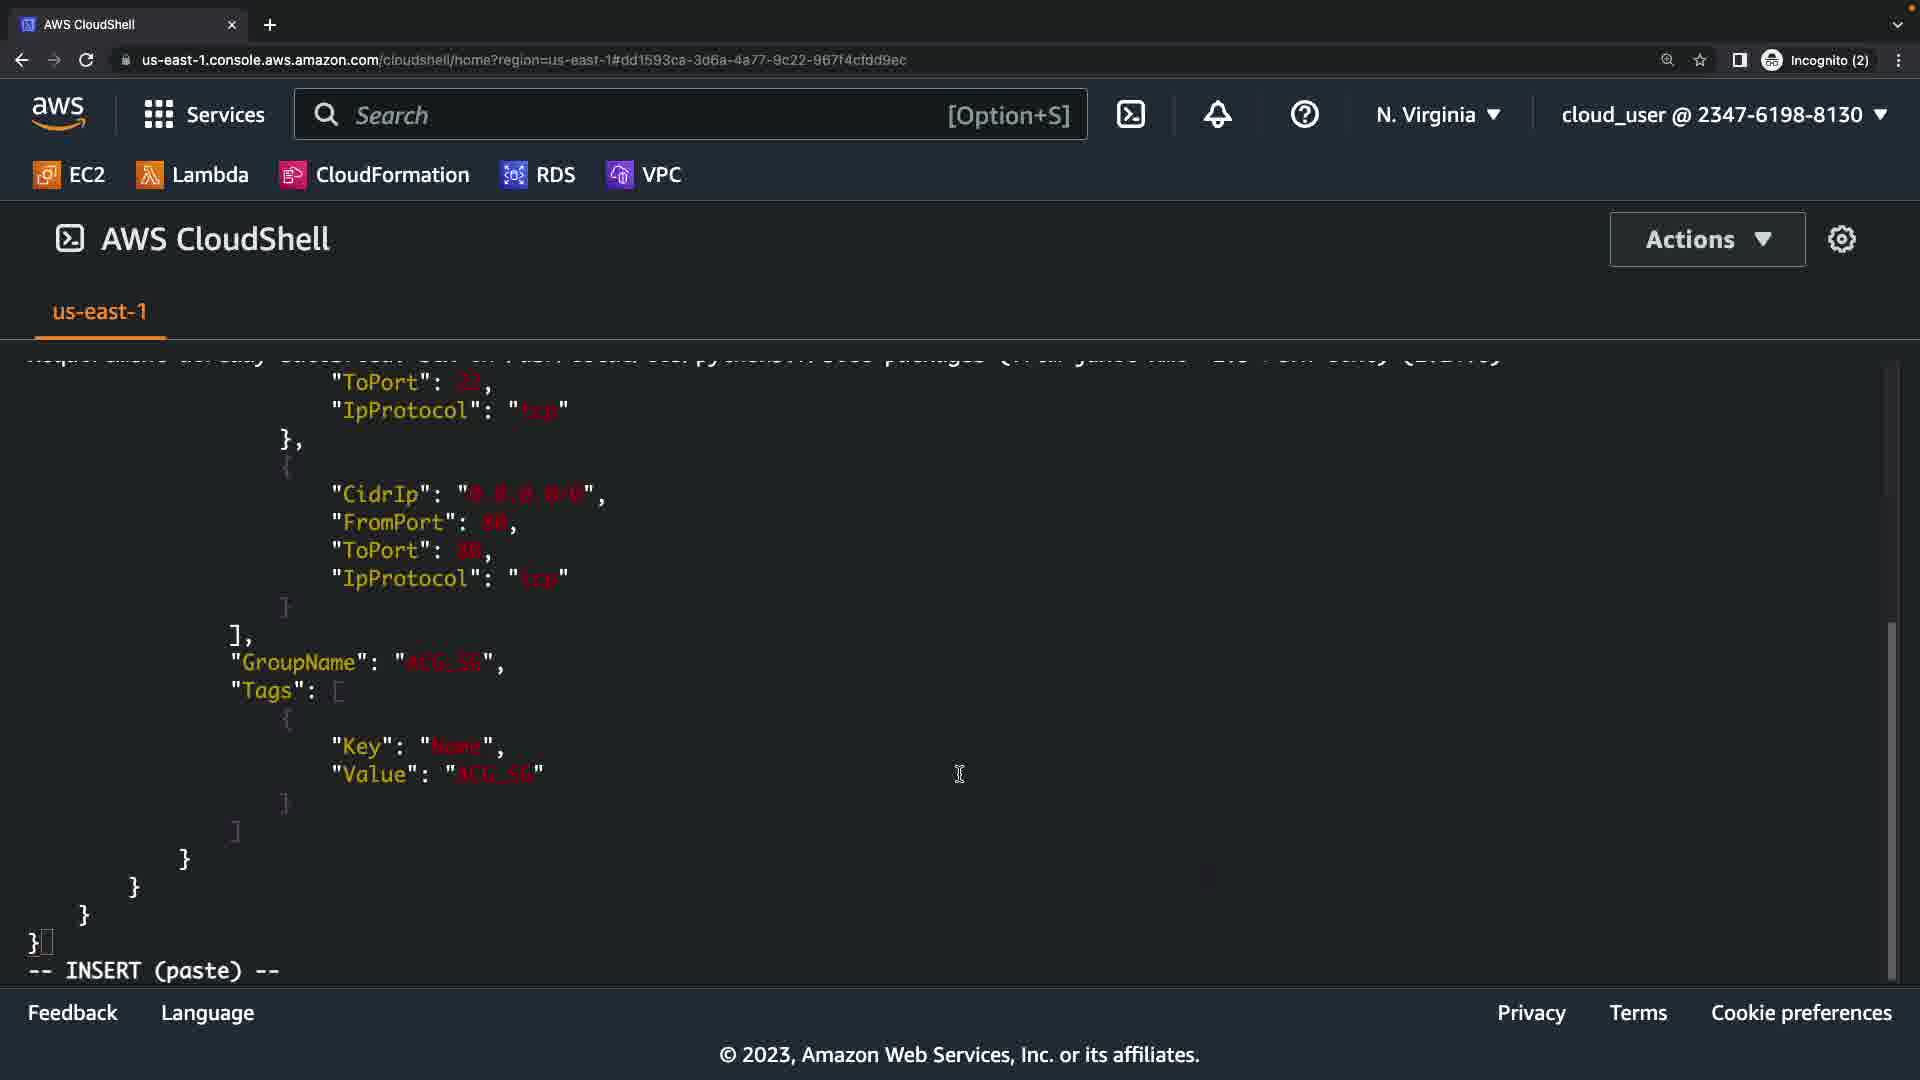 AWS CloudShell
us-east-1.console.aws.amazon.com/cloudshell/home?region=us-east-1#dd1593ca-3d6a-4a77-9c22-967f4cfdd9ec
Incognito (2)
aws
Services
Search
[Option+S]
N. Virginia
cloud_user @ 2347-6198-8130
EC2
Lambda
CloudFormation
RDS
VPC
AWS CloudShell
Actions
us-east-1
"ToPort": 22,
"IpProtocol": "tcp"
},
{
"CidrIp": "0.0.0.0/0",
"FromPort": 80,
"ToPort": 80,
"IpProtocol": "tcp"
}
],
"GroupName": "ACG_SG",
"Tags": [
{
"Key": "Name",
"Value": "ACG_SG"
}
]
}
}
}
}
-- INSERT (paste) --
Feedback
Language
Privacy
Terms
Cookie preferences
© 2023, Amazon Web Services, Inc. or its affiliates.